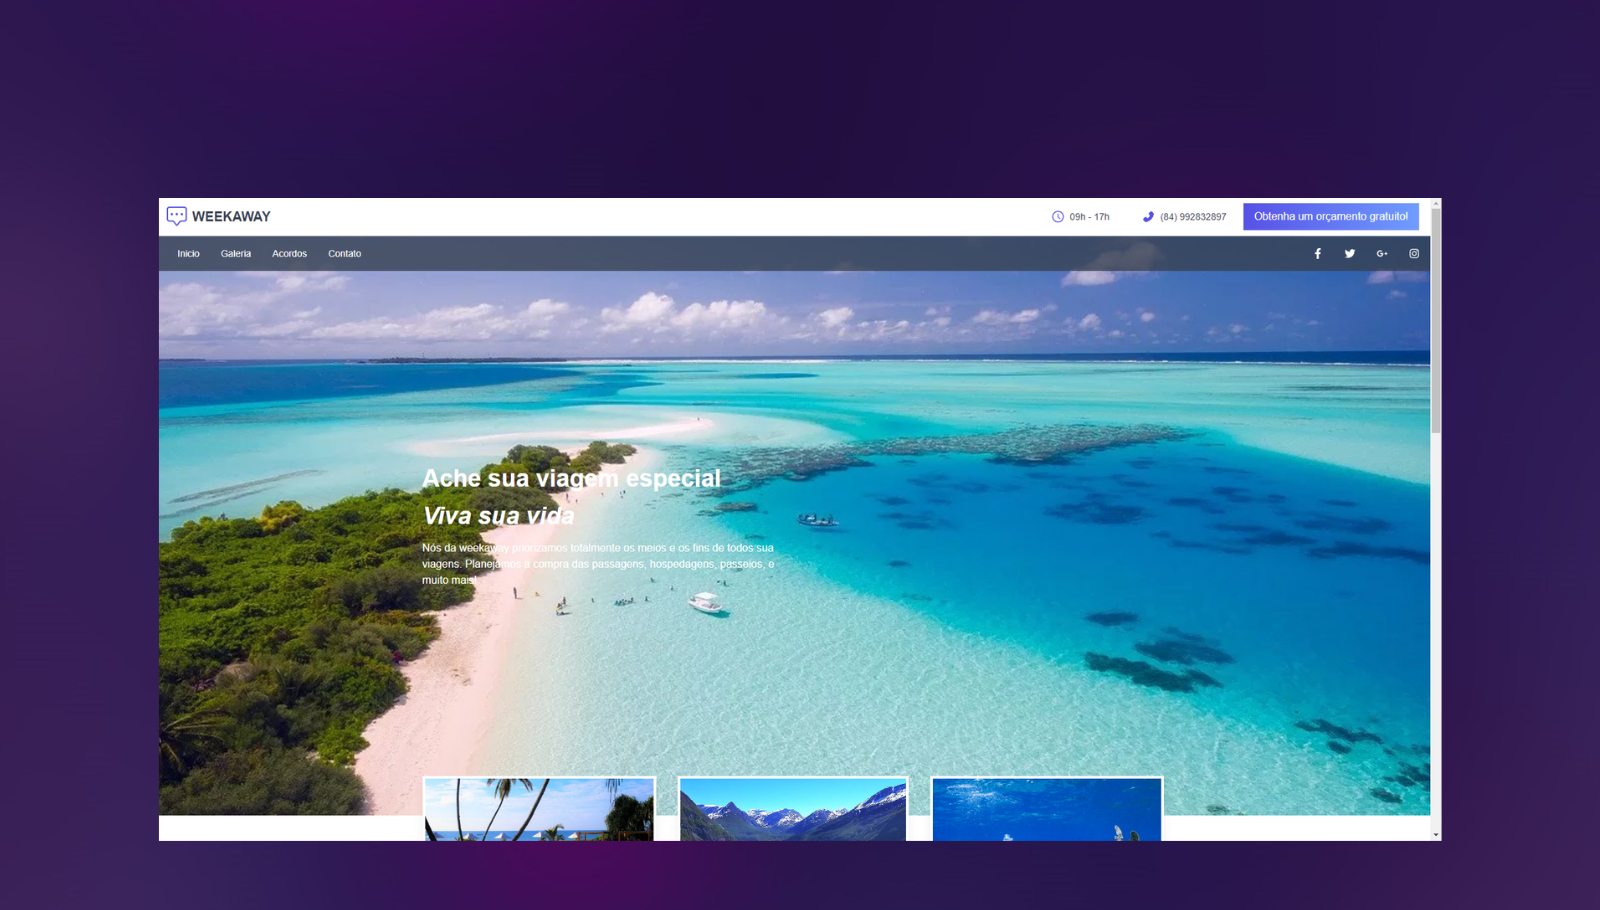 WEEKAWAY
09h - 17h
(84) 992832897
Obtenha um orçamento gratuito!
Inicio
Galeria
Acordos
Contato
Ache sua viagem especial
Viva sua vida
Nós da weekaway priorizamos totalmente os meios e os fins de todos sua
viagens. Planejamos a compra das passagens, hospedagens, passeios, e
muito mais!